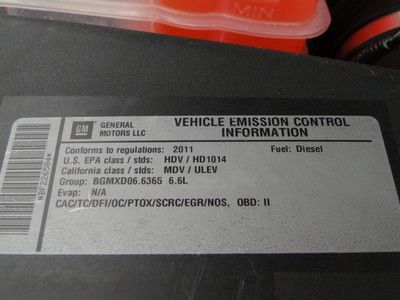 MIN
GM
GENERAL
MOTORS LLC
VEHICLE EMISSION CONTROL
INFORMATION
Conforms to regulations: 2011 Fuel: Diesel
U.S. EPA class / stds: HDV / HD1014
California class / stds: MDV / ULEV
Group: BGMXD06.6365 6.6L
Evap: N/A
CAC/TC/DFI/OC/PTOX/SCRC/EGR/NOS, OBD: II